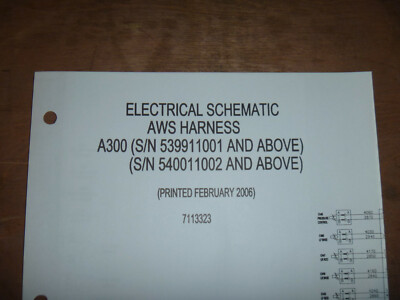 ELECTRICAL SCHEMATIC
AWS HARNESS
A300 (S/N 539911001 AND ABOVE)
(S/N 540011002 AND ABOVE)
(PRINTED FEBRUARY 2006)
7113323